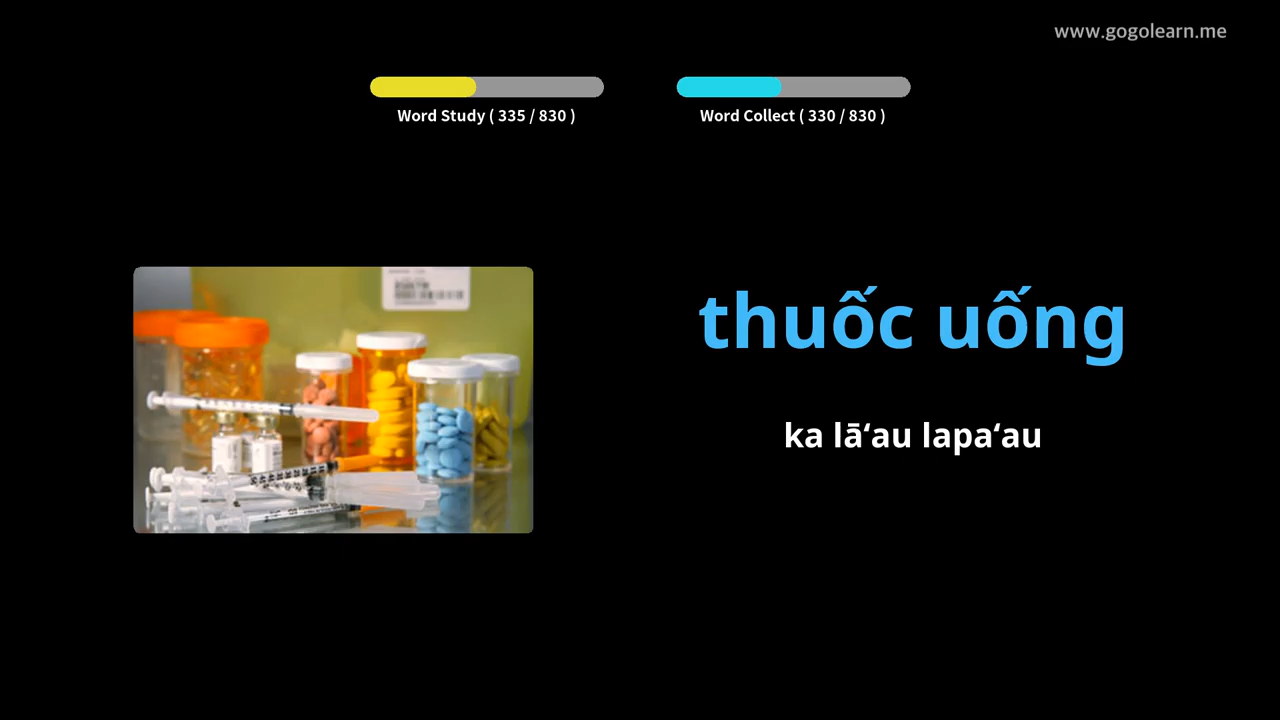 www.gogolearn.me
Word Study ( 335 / 830 )
Word Collect ( 330 / 830 )
thuốc uống
ka lāʻau lapaʻau